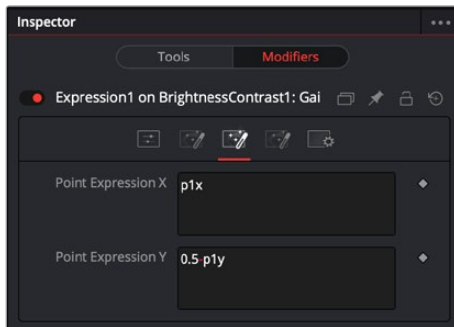 Inspector
Tools
Modifiers
Expression1 on BrightnessContrast1: Gai
Point Expression X
p1x
Point Expression Y
0.5-p1y